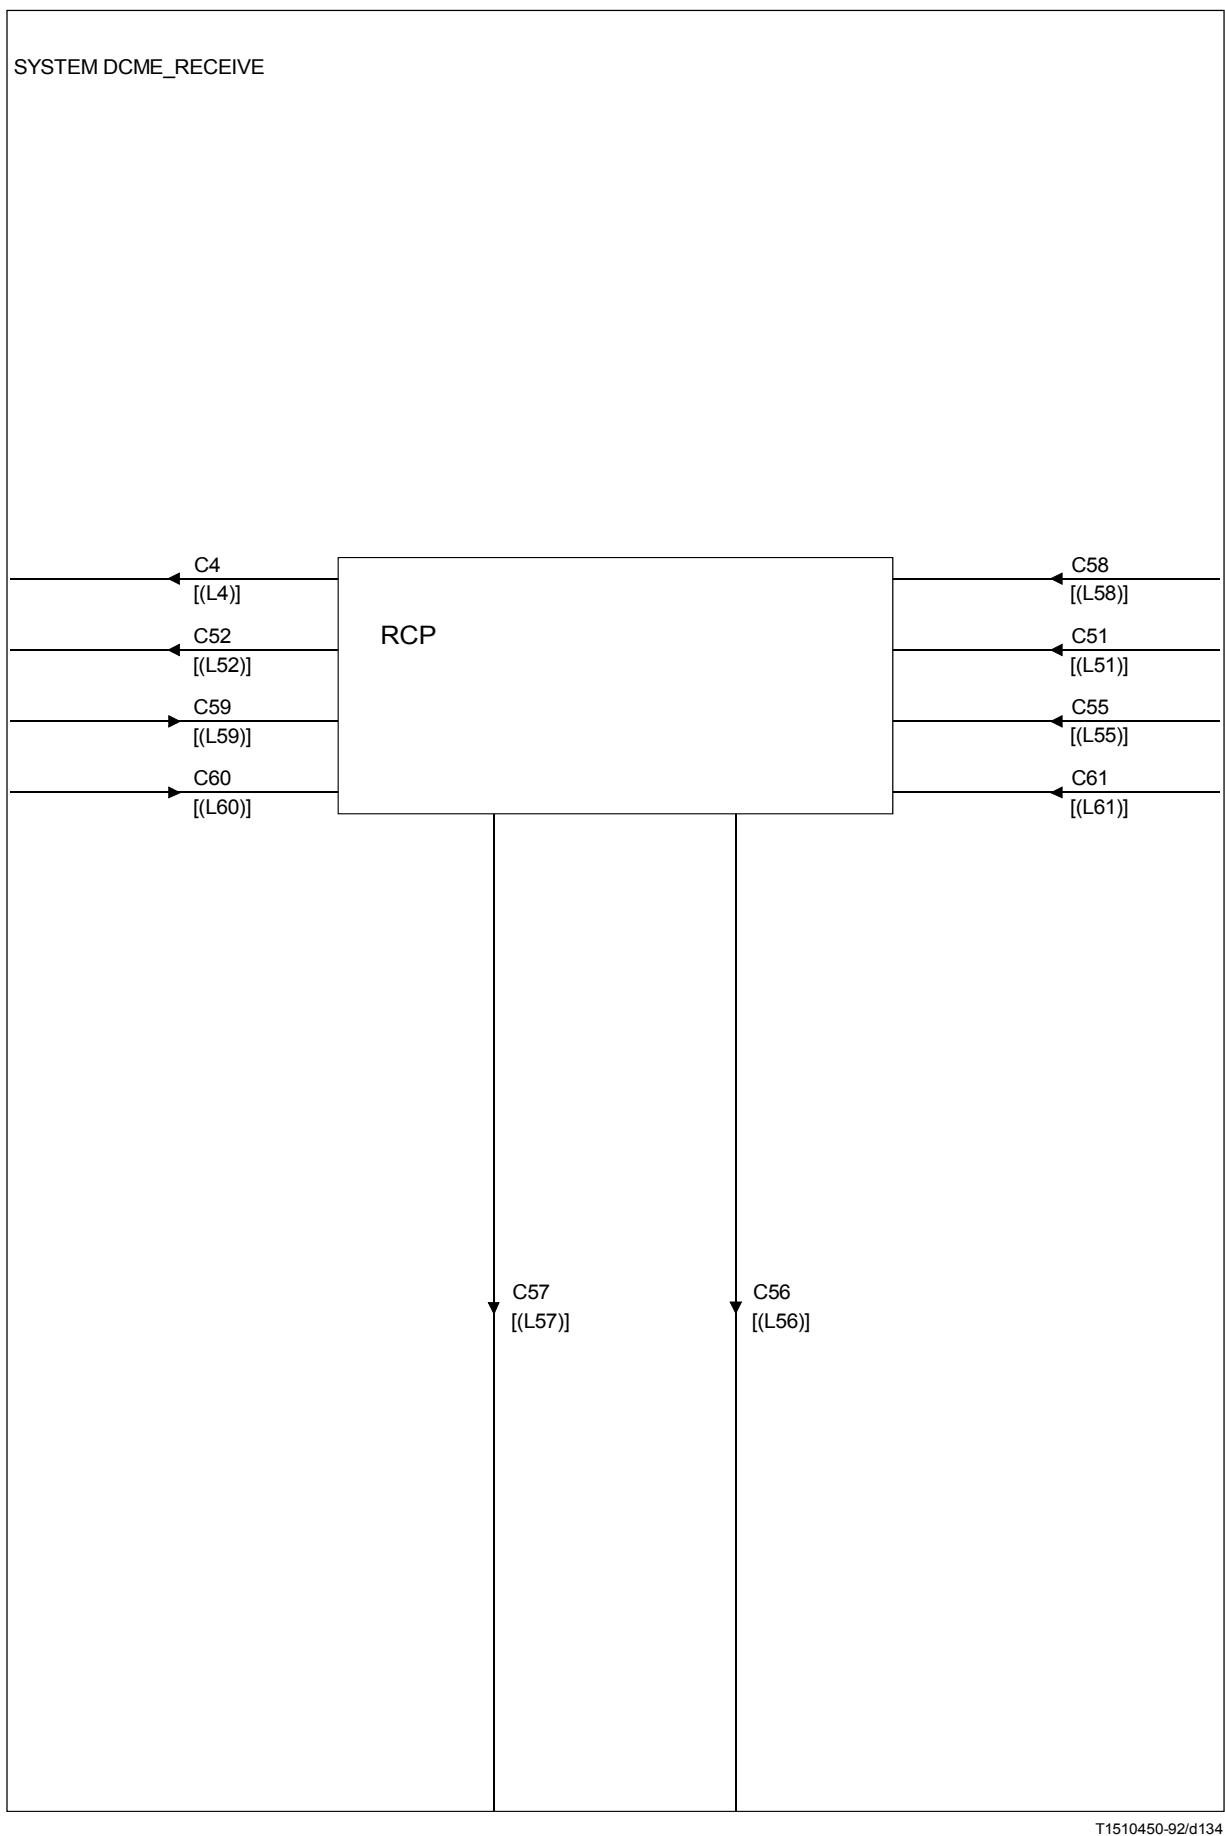 SYSTEM DCME_RECEIVE
C4
[(L4)]
C58
[(L58)]
RCP
C52
[(L52)]
C51
[(L51)]
C59
[(L59)]
C55
[(L55)]
C60
[(L60)]
C61
[(L61)]
C57
[(L57)]
C56
[(L56)]
T1510450-92/d134